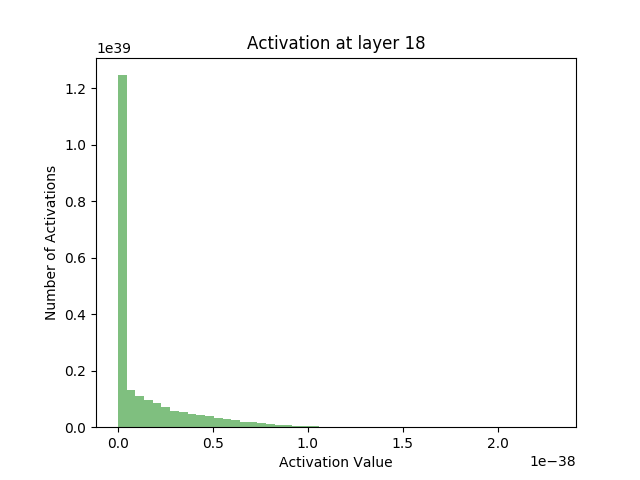 Activation at layer 18
1e39
1.2
1.0
0.8
0.6
0.4
0.2
0.0
Number of Activations
0.0 0.5 1.0 1.5 2.0
Activation Value
1e−38